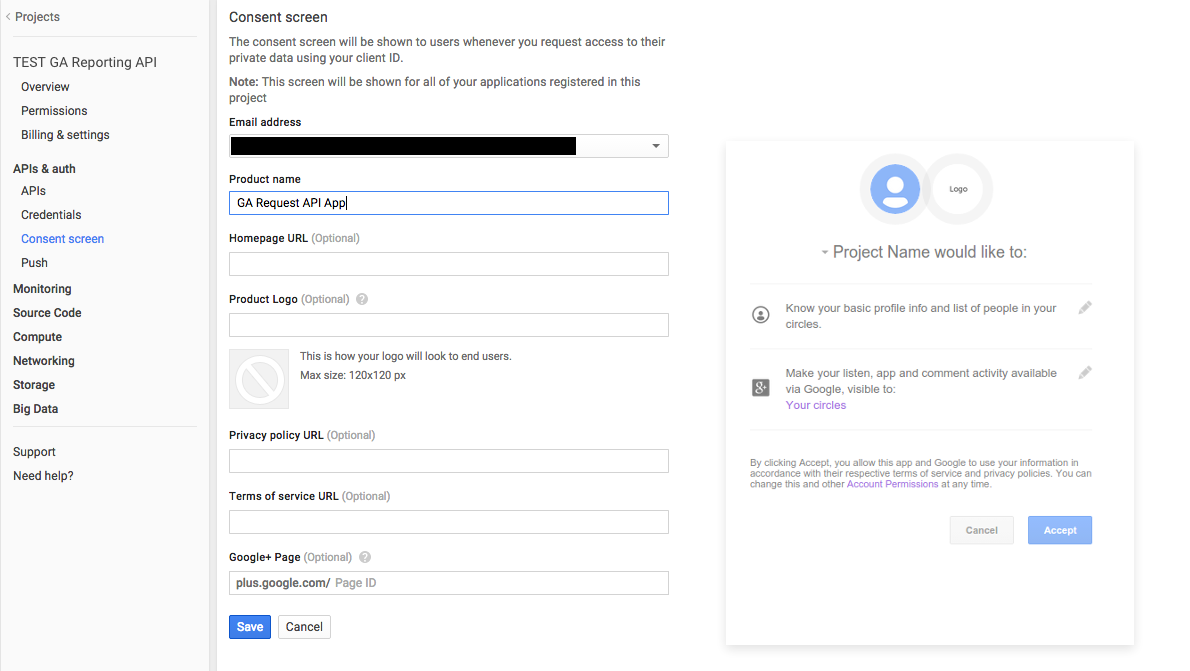 Projects
TEST GA Reporting API
Overview
Permissions
Billing & settings
APIs & auth
APIs
Credentials
Consent screen
Push
Monitoring
Source Code
Compute
Networking
Storage
Big Data
Support
Need help?
Consent screen
The consent screen will be shown to users whenever you request access to their
private data using your client ID.
Note: This screen will be shown for all of your applications registered in this
project
Email address
Product name
GA Request API App
Homepage URL (Optional)
Product Logo (Optional) ?
This is how your logo will look to end users.
Max size: 120x120 px
Privacy policy URL (Optional)
Terms of service URL (Optional)
Google+ Page (Optional) ?
plus.google.com/ Page ID
Save Cancel
Logo
Project Name would like to:
Know your basic profile info and list of people in your
circles.
g+
Make your listen, app and comment activity available
via Google, visible to:
Your circles
By clicking Accept, you allow this app and Google to use your information in
accordance with their respective terms of service and privacy policies. You can
change this and other Account Permissions at any time.
Cancel Accept